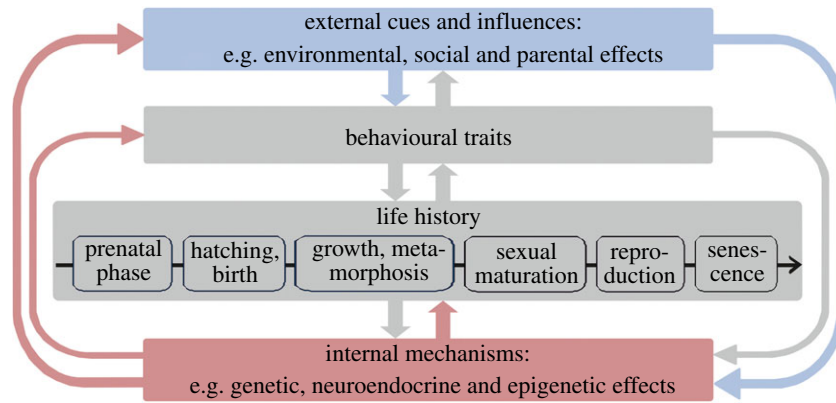 external cues and influences:
e.g. environmental, social and parental effects
behavioural traits
life history
prenatal
phase
hatching,
birth
growth, meta-
morphosis
sexual
maturation
repro-
duction
senes-
cence
internal mechanisms:
e.g. genetic, neuroendocrine and epigenetic effects